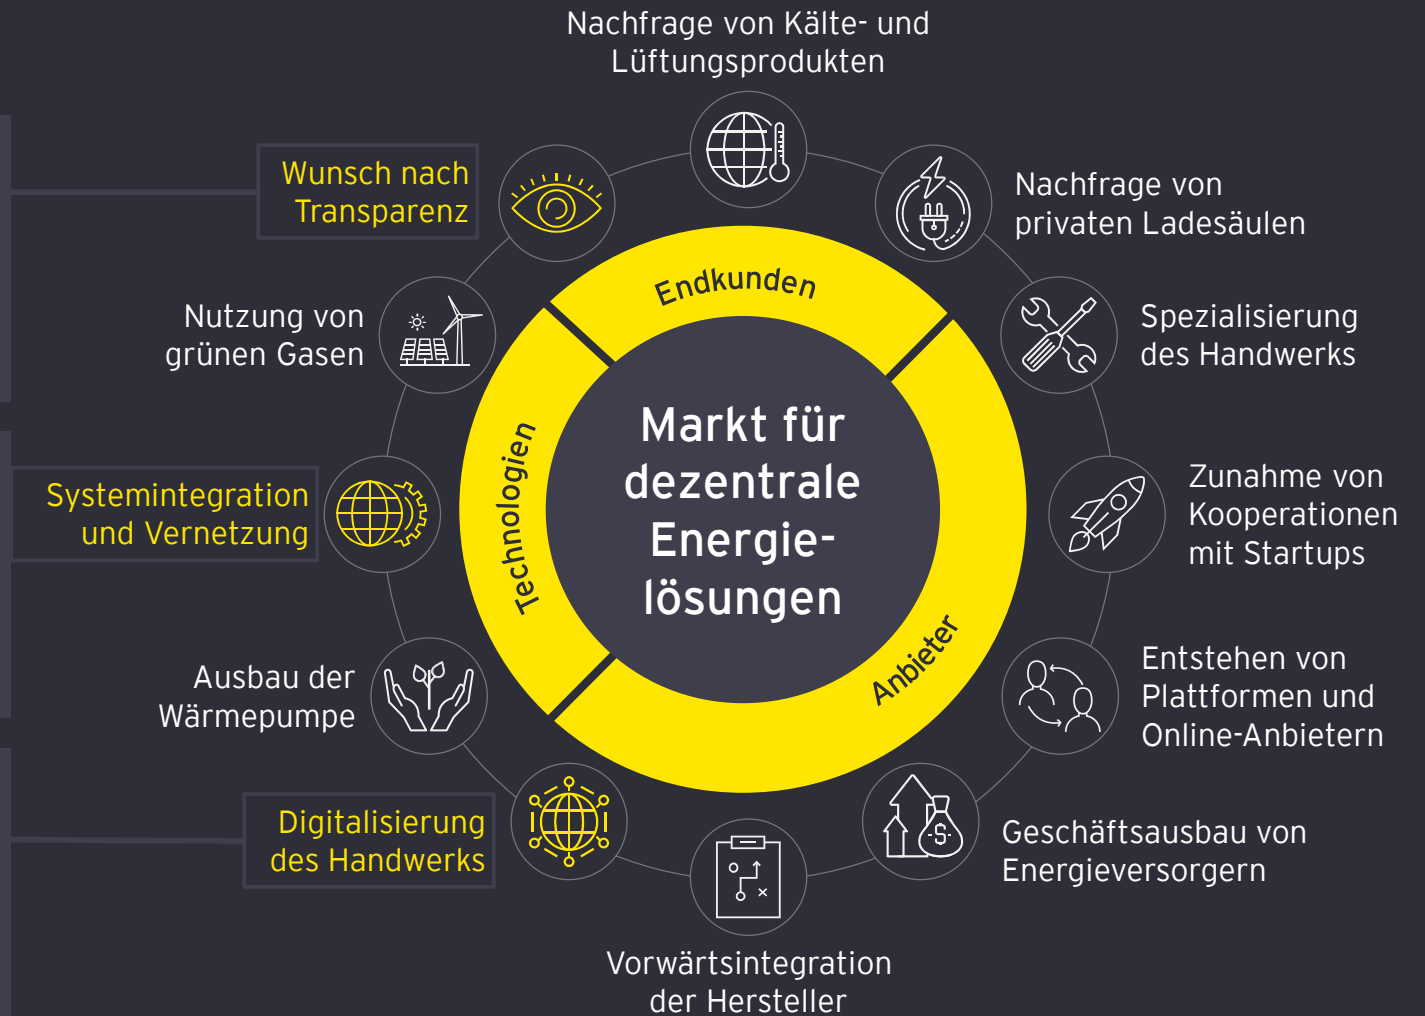 Nachfrage von Kälte- und
Lüftungsprodukten
Wunsch nach
Transparenz
Nachfrage von
privaten Ladesäulen
Endkunden
Nutzung von
grünen Gasen
Spezialisierung
des Handwerks
Markt für
dezentrale
Energie-
lösungen
Technologien
Systemintegration
und Vernetzung
Zunahme von
Kooperationen
mit Startups
Anbieter
Ausbau der
Wärmepumpe
Entstehen von
Plattformen und
Online-Anbietern
Digitalisierung
des Handwerks
$
Geschäftsausbau von
Energieversorgern
Vorwärtsintegration
der Hersteller